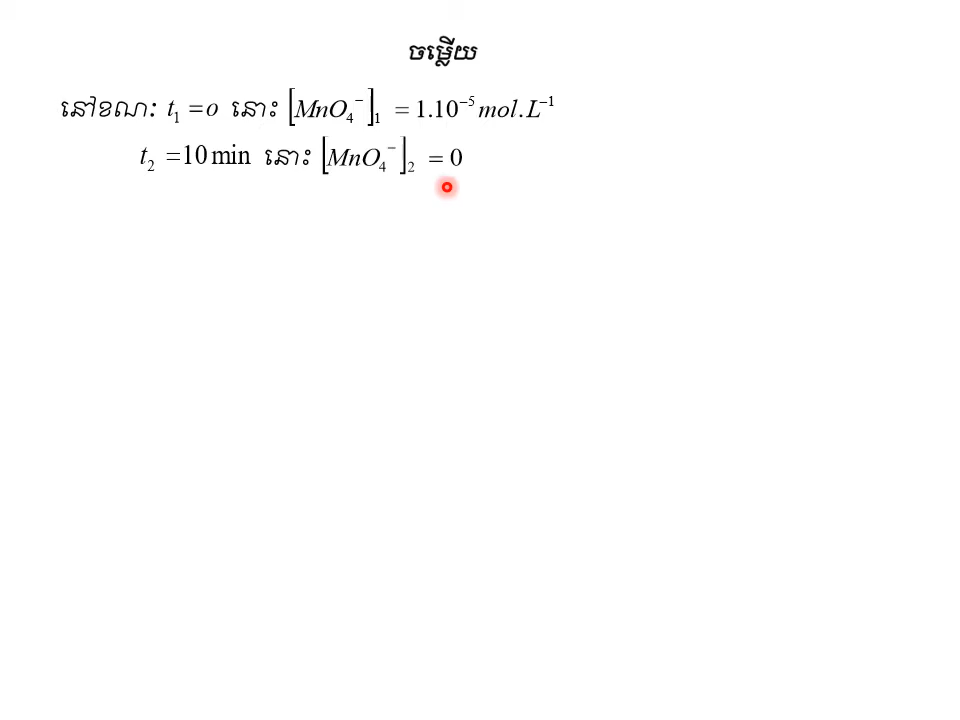 ចម្លើយ
នៅខណៈ t₁ = o នោះ [MnO₄⁻]₁ = 1.10⁻⁵ mol.L⁻¹
t₂ = 10 min នោះ [MnO₄⁻]₂ = 0